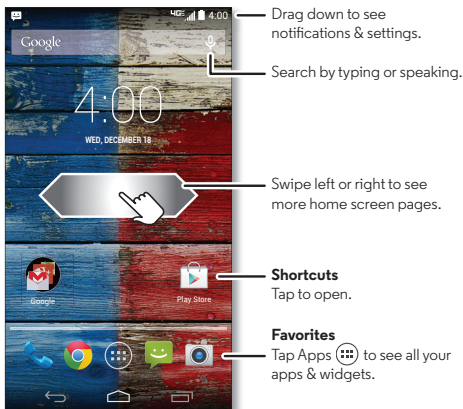 4G 4:00
Google
4:00
WED, DECEMBER 18
Google
Play Store
Drag down to see
notifications & settings.
Search by typing or speaking.
Swipe left or right to see
more home screen pages.
Shortcuts
Tap to open.
Favorites
Tap Apps to see all your
apps & widgets.